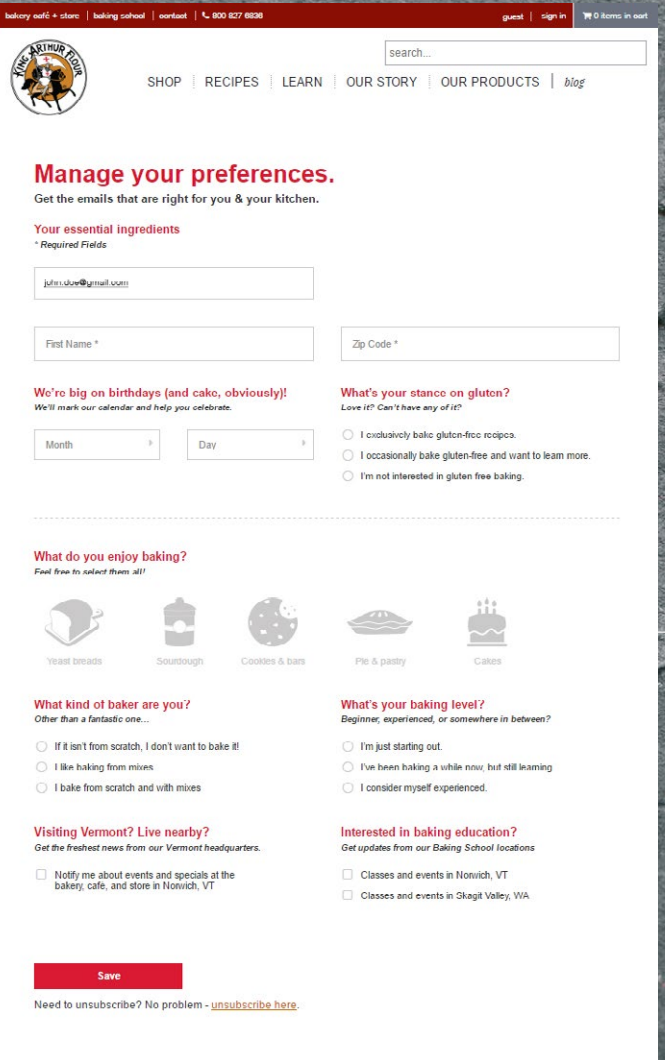 bakery café + store | baking school | contact | 800 827 6836
guest | sign in
0 items in cart
KING ARTHUR FLOUR
search...
SHOP RECIPES LEARN OUR STORY OUR PRODUCTS | blog
Manage your preferences.
Get the emails that are right for you & your kitchen.
Your essential ingredients
* Required Fields
john.doe@gmail.com
First Name *
Zip Code *
We're big on birthdays (and cake, obviously)!
We'll mark our calendar and help you celebrate.
Month
Day
What's your stance on gluten?
Love it? Can't have any of it?
I exclusively bake gluten-free recipes.
I occasionally bake gluten-free and want to learn more.
I'm not interested in gluten free baking.
What do you enjoy baking?
Feel free to select them all!
Yeast breads
Sourdough
Cookies & bars
Pie & pastry
Cakes
What kind of baker are you?
Other than a fantastic one...
If it isn't from scratch, I don't want to bake it!
I like baking from mixes
I bake from scratch and with mixes
What's your baking level?
Beginner, experienced, or somewhere in between?
I'm just starting out.
I've been baking a while now, but still learning
I consider myself experienced.
Visiting Vermont? Live nearby?
Get the freshest news from our Vermont headquarters.
Notify me about events and specials at the
bakery, café, and store in Norwich, VT
Interested in baking education?
Get updates from our Baking School locations
Classes and events in Norwich, VT
Classes and events in Skagit Valley, WA
Save
Need to unsubscribe? No problem - unsubscribe here.